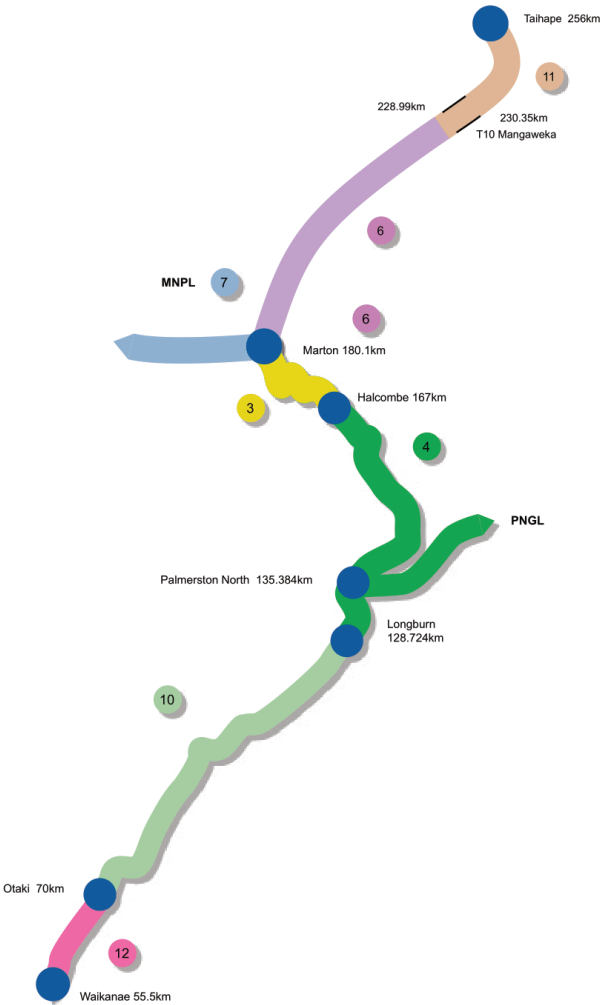 Taihape 256km
11
228.99km
230.35km
T10 Mangaweka
6
MNPL
7
6
Marton 180.1km
Halcombe 167km
3
4
PNGL
Palmerston North 135.384km
Longburn
128.724km
10
Otaki 70km
12
Waikanae 55.5km